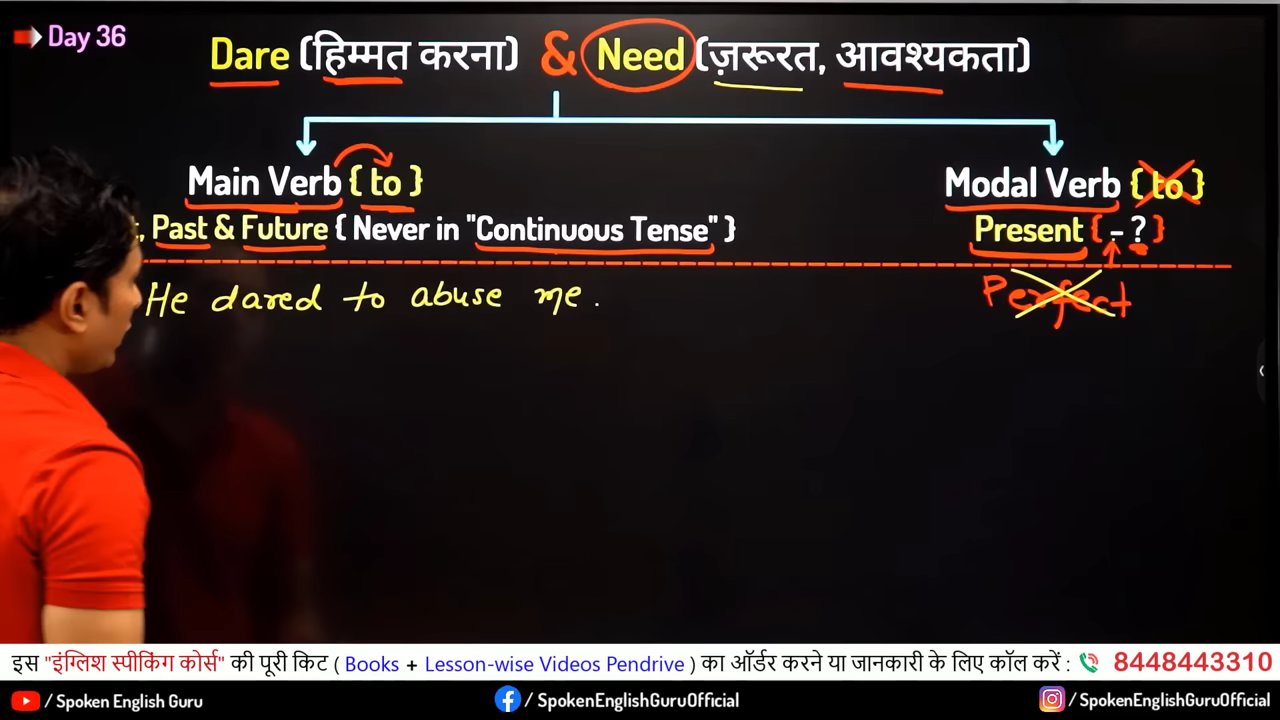 Day 36
Dare (हिम्मत करना) & Need (ज़रूरत, आवश्यकता)
Main Verb { to }
Modal Verb { to }
, Past & Future { Never in "Continuous Tense" }
Present { - ? }
He dared to abuse me.
Perfect
इस "इंग्लिश स्पीकिंग कोर्स" की पूरी किट ( Books + Lesson-wise Videos Pendrive ) का ऑर्डर करने या जानकारी के लिए कॉल करें : 8448443310
/ Spoken English Guru
/ SpokenEnglishGuruOfficial
/ SpokenEnglishGuruOfficial